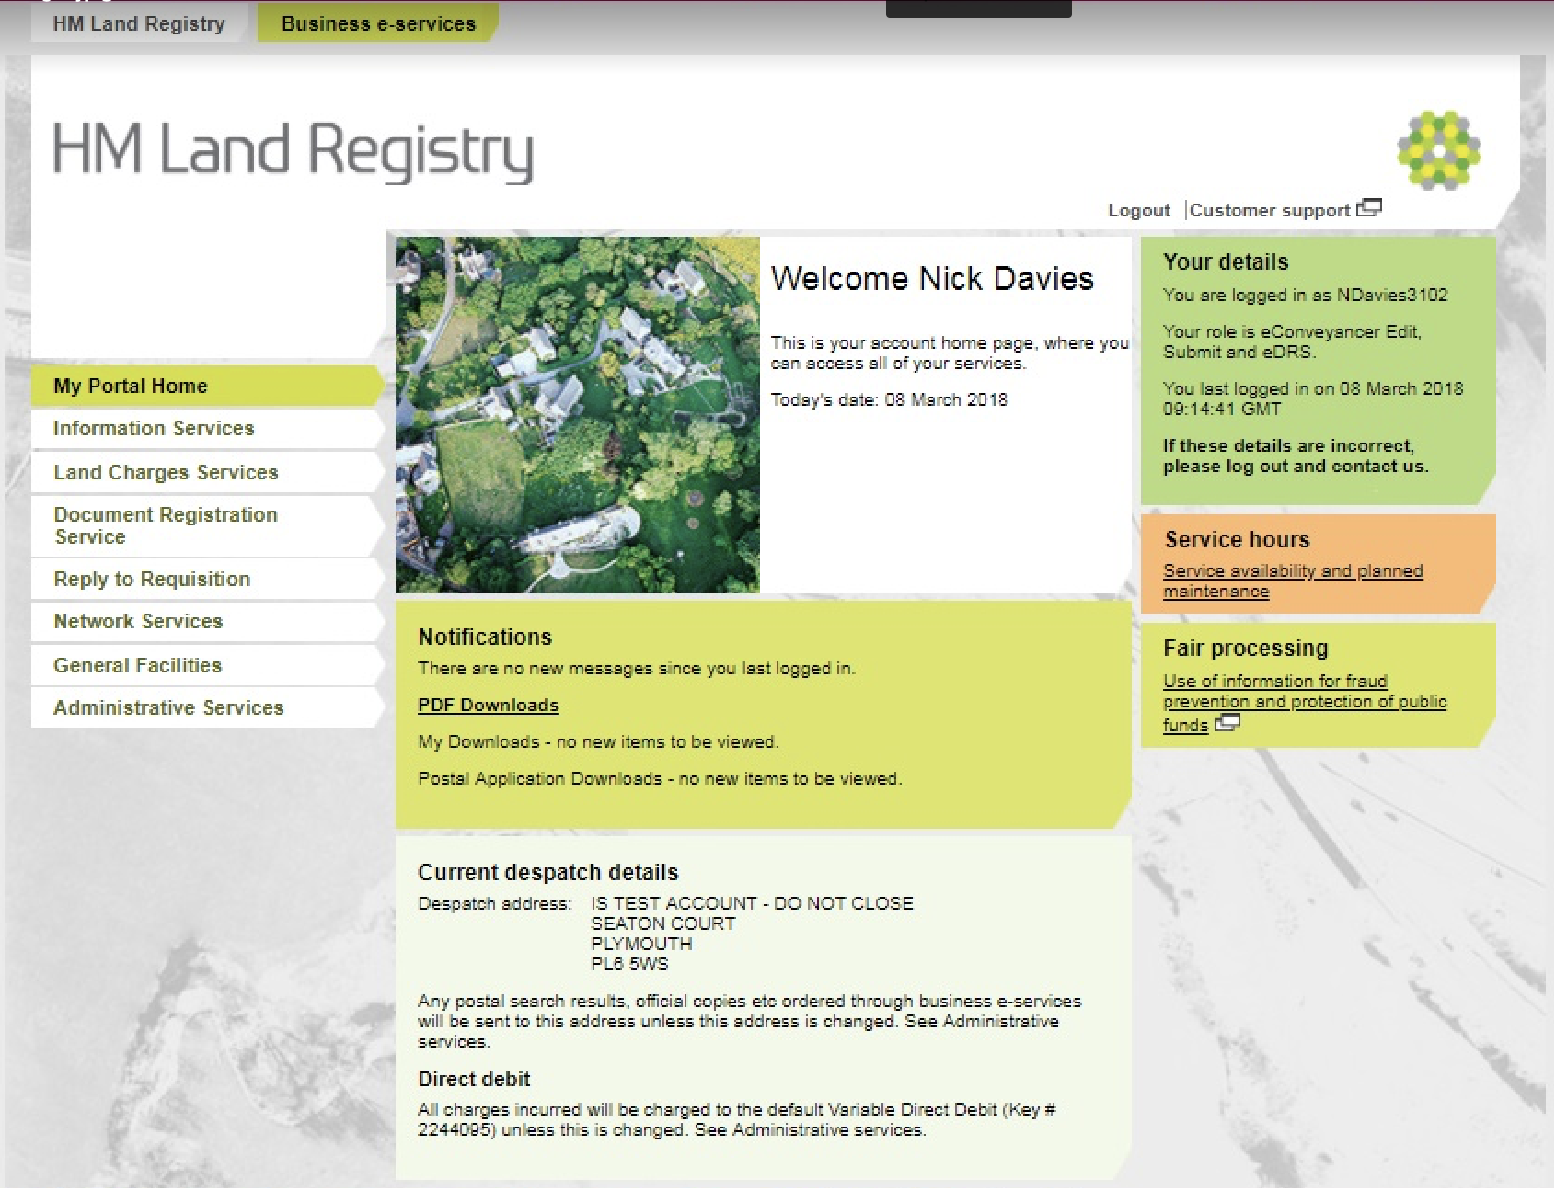 HM Land Registry
Business e-services
HM Land Registry
Logout
Customer support
My Portal Home
Information Services
Land Charges Services
Document Registration
Service
Reply to Requisition
Network Services
General Facilities
Administrative Services
Welcome Nick Davies
This is your account home page, where you
can access all of your services.
Today's date: 08 March 2018
Notifications
There are no new messages since you last logged in.
PDF Downloads
My Downloads - no new items to be viewed.
Postal Application Downloads - no new items to be viewed.
Current despatch details
Despatch address: IS TEST ACCOUNT - DO NOT CLOSE
SEATON COURT
PLYMOUTH
PL6 5WS
Any postal search results, official copies etc ordered through business e-services
will be sent to this address unless this address is changed. See Administrative
services.
Direct debit
All charges incurred will be charged to the default Variable Direct Debit (Key #
2244095) unless this is changed. See Administrative services.
Your details
You are logged in as NDavies3102
Your role is eConveyancer Edit,
Submit and eDRS.
You last logged in on 08 March 2018
09:14:41 GMT
If these details are incorrect,
please log out and contact us.
Service hours
Service availability and planned
maintenance
Fair processing
Use of information for fraud
prevention and protection of public
funds